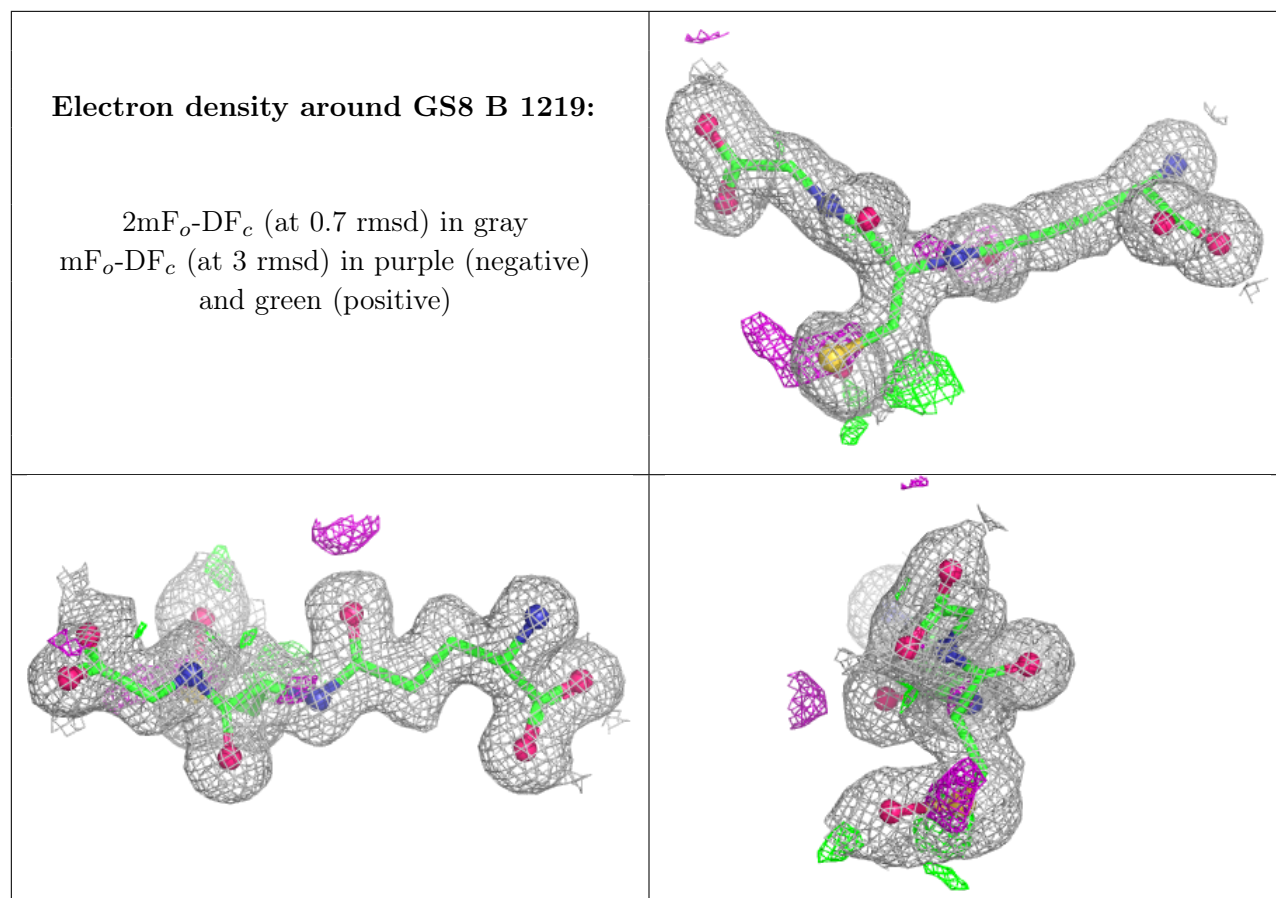 Electron density around GS8 B 1219:
2mFₒ-DF𝒸 (at 0.7 rmsd) in gray
mFₒ-DF𝒸 (at 3 rmsd) in purple (negative)
and green (positive)